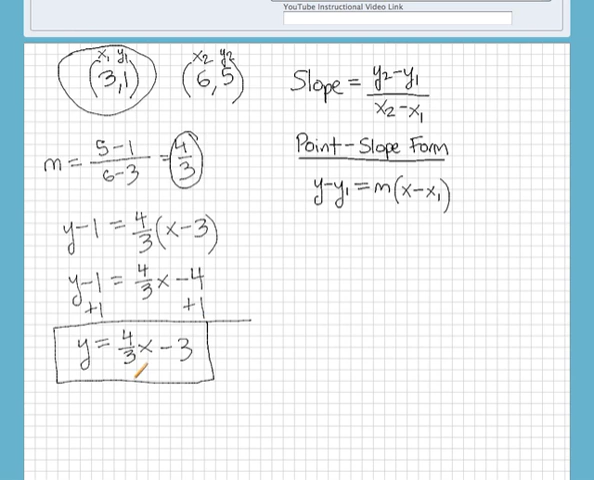 YouTube Instructional Video Link
x₁ y₁ x₂ y₂
(3,1) (6,5)
m = 5-1/6-3 = 4/3
y-1 = 4/3(x-3)
y-1 = 4/3x -4
+1 +1
y = 4/3x - 3
Slope = y₂-y₁/x₂-x₁
Point-Slope Form
y-y₁ = m(x-x₁)